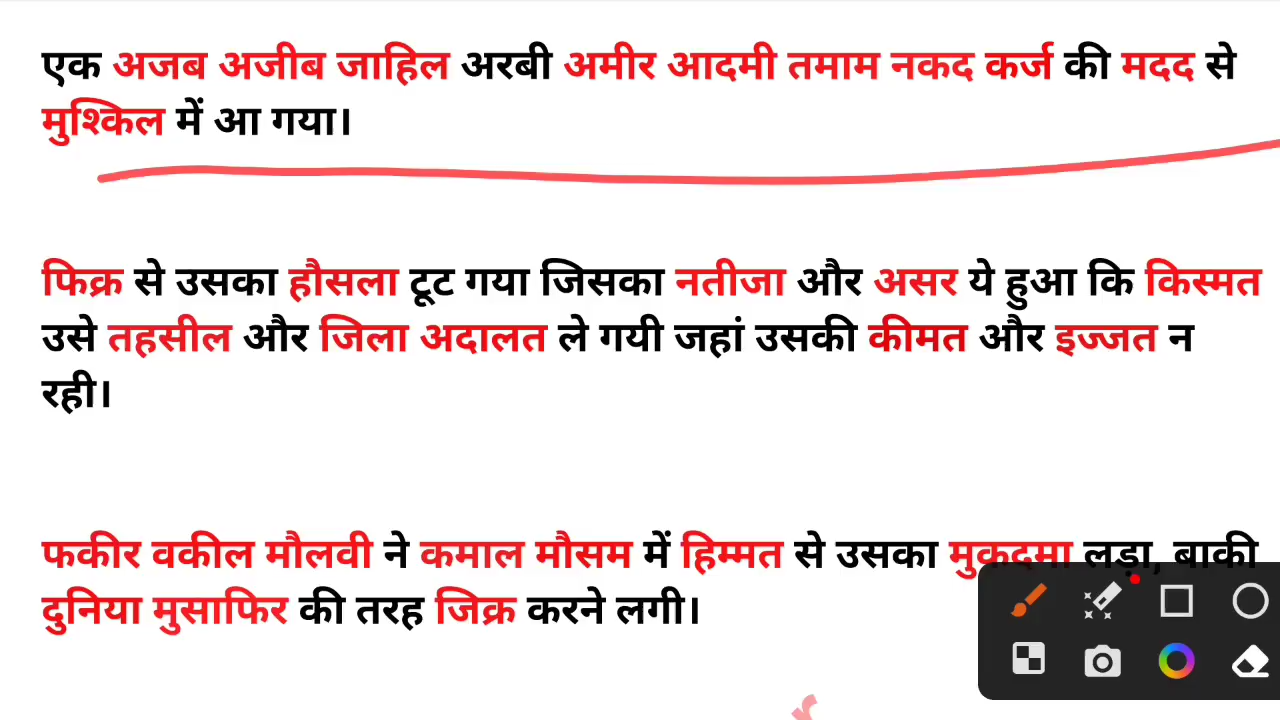 एक अजब अजीब जाहिल अरबी अमीर आदमी तमाम नकद कर्ज की मदद से
मुश्किल में आ गया।
फिक्र से उसका हौसला टूट गया जिसका नतीजा और असर ये हुआ कि किस्मत
उसे तहसील और जिला अदालत ले गयी जहां उसकी कीमत और इज्जत न
रही।
फकीर वकील मौलवी ने कमाल मौसम में हिम्मत से उसका मुकदमा लड़ा, बाकी
दुनिया मुसाफिर की तरह जिक्र करने लगी।